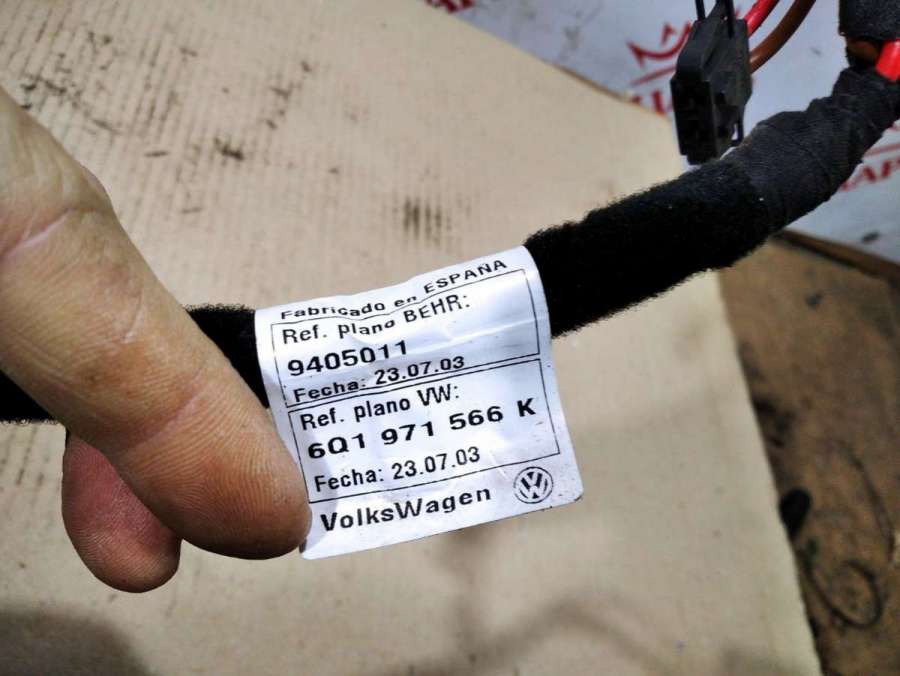 Fabricado en ESPAÑA
Ref. plano BEHR:
9405011
Fecha: 23.07.03
Ref. plano VW:
6Q1 971 566 K
Fecha: 23.07.03
VolksWagen